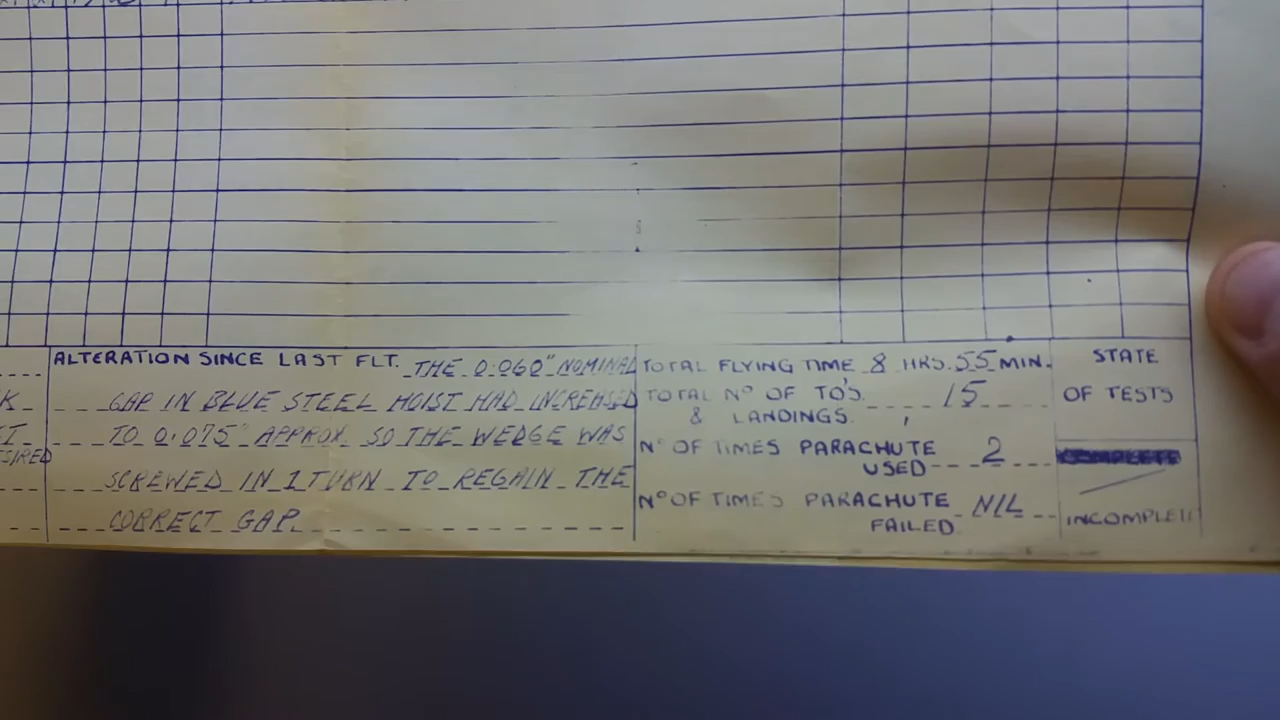 K
ALTERATION SINCE LAST FLT. THE 0.060" NOMINAL
GAP IN BLUE STEEL HOIST HAD INCREASED
TO 0.075" APPROX SO THE WEDGE WAS
SCREWED IN 1 TURN TO REGAIN THE
CORRECT GAP
TOTAL FLYING TIME 8 HRS. 55 MIN.
TOTAL Nº OF TO'S 15
& LANDINGS.
Nº OF TIMES PARACHUTE 2
USED
Nº OF TIMES PARACHUTE NIL
FAILED
STATE
OF TESTS
COMPLETE
INCOMPLETE